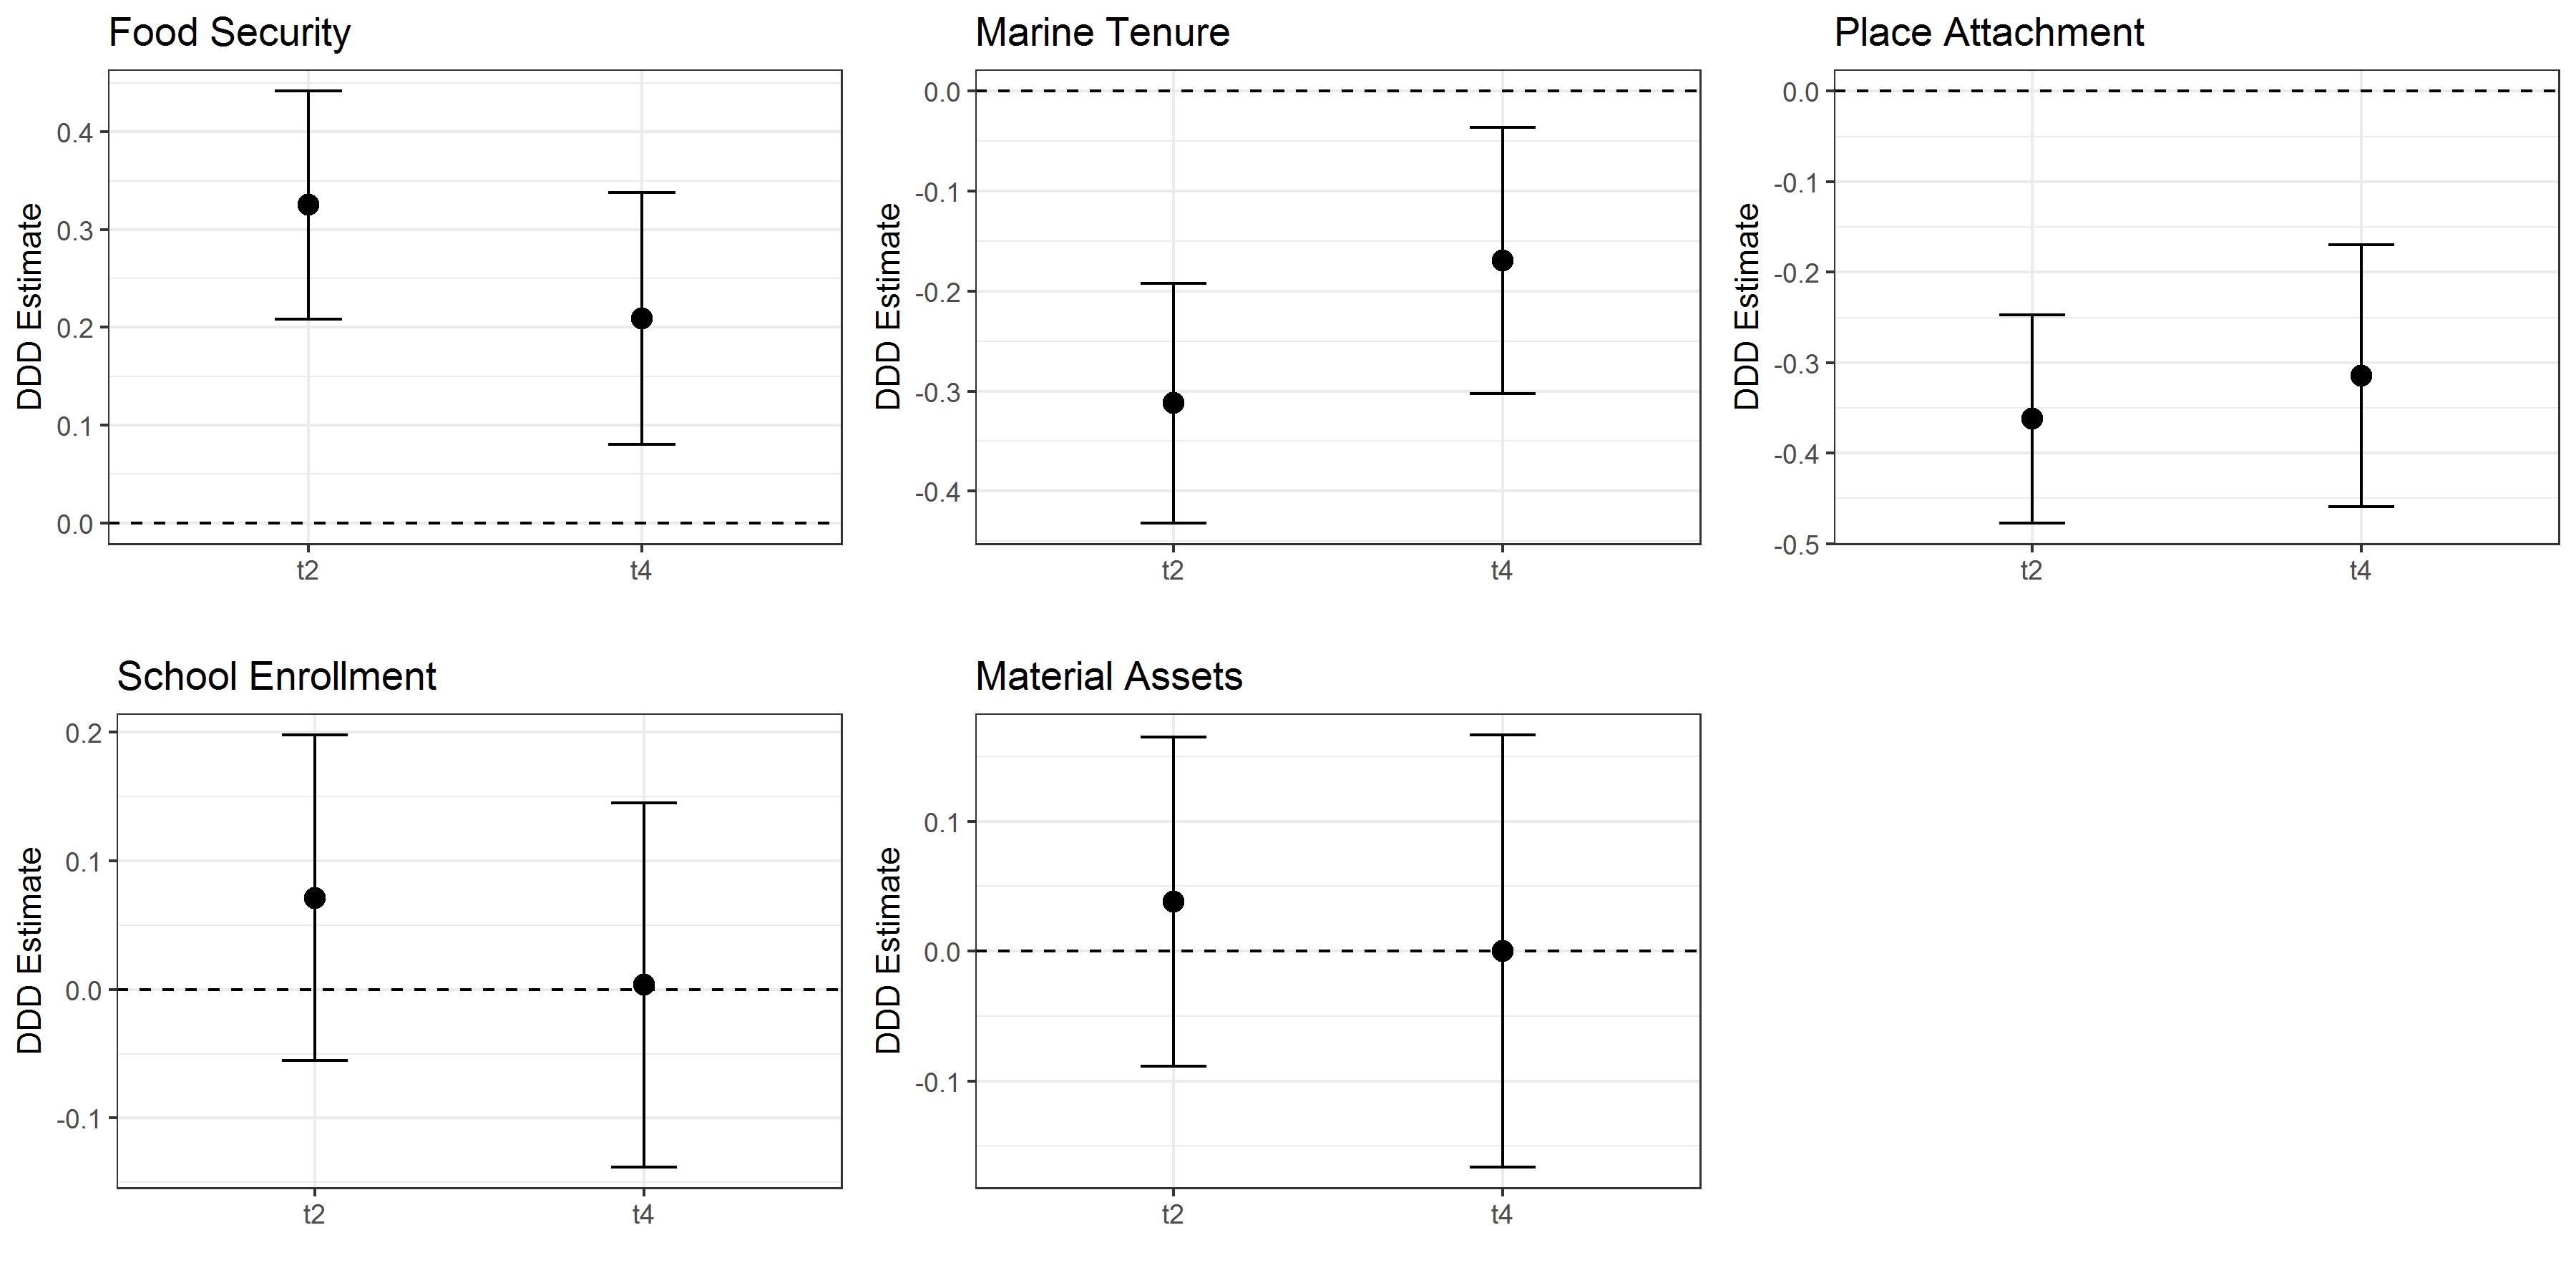 Food Security
DDD Estimate
0.4
0.3
0.2
0.1
0.0
t2 t4
Marine Tenure
DDD Estimate
0.0
-0.1
-0.2
-0.3
-0.4
t2 t4
Place Attachment
DDD Estimate
0.0
-0.1
-0.2
-0.3
-0.4
-0.5
t2 t4
School Enrollment
DDD Estimate
0.2
0.1
0.0
-0.1
t2 t4
Material Assets
DDD Estimate
0.1
0.0
-0.1
t2 t4